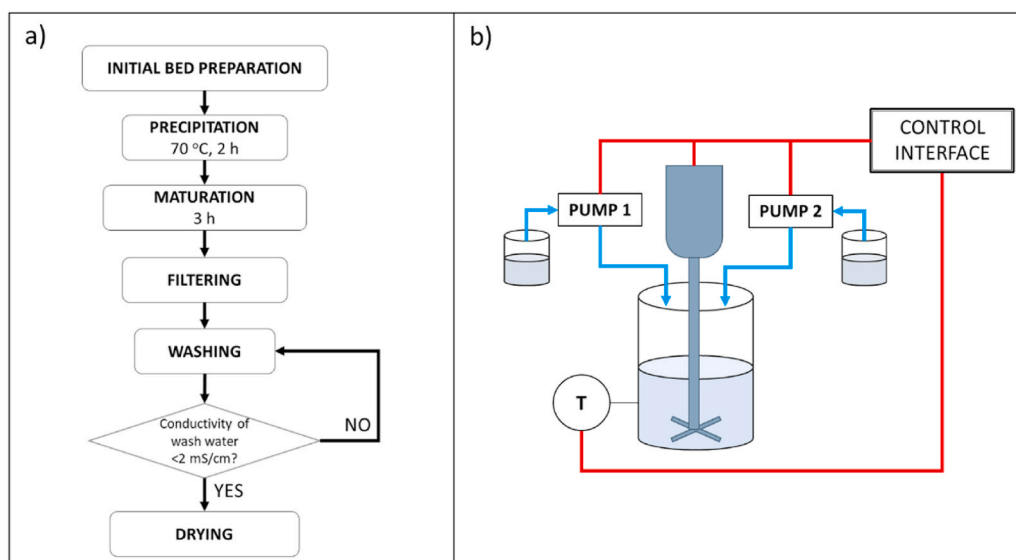 a)
INITIAL BED PREPARATION
PRECIPITATION
70 °C, 2 h
MATURATION
3 h
FILTERING
WASHING
Conductivity of
wash water
<2 mS/cm?
NO
YES
DRYING
b)
CONTROL
INTERFACE
PUMP 1
PUMP 2
T